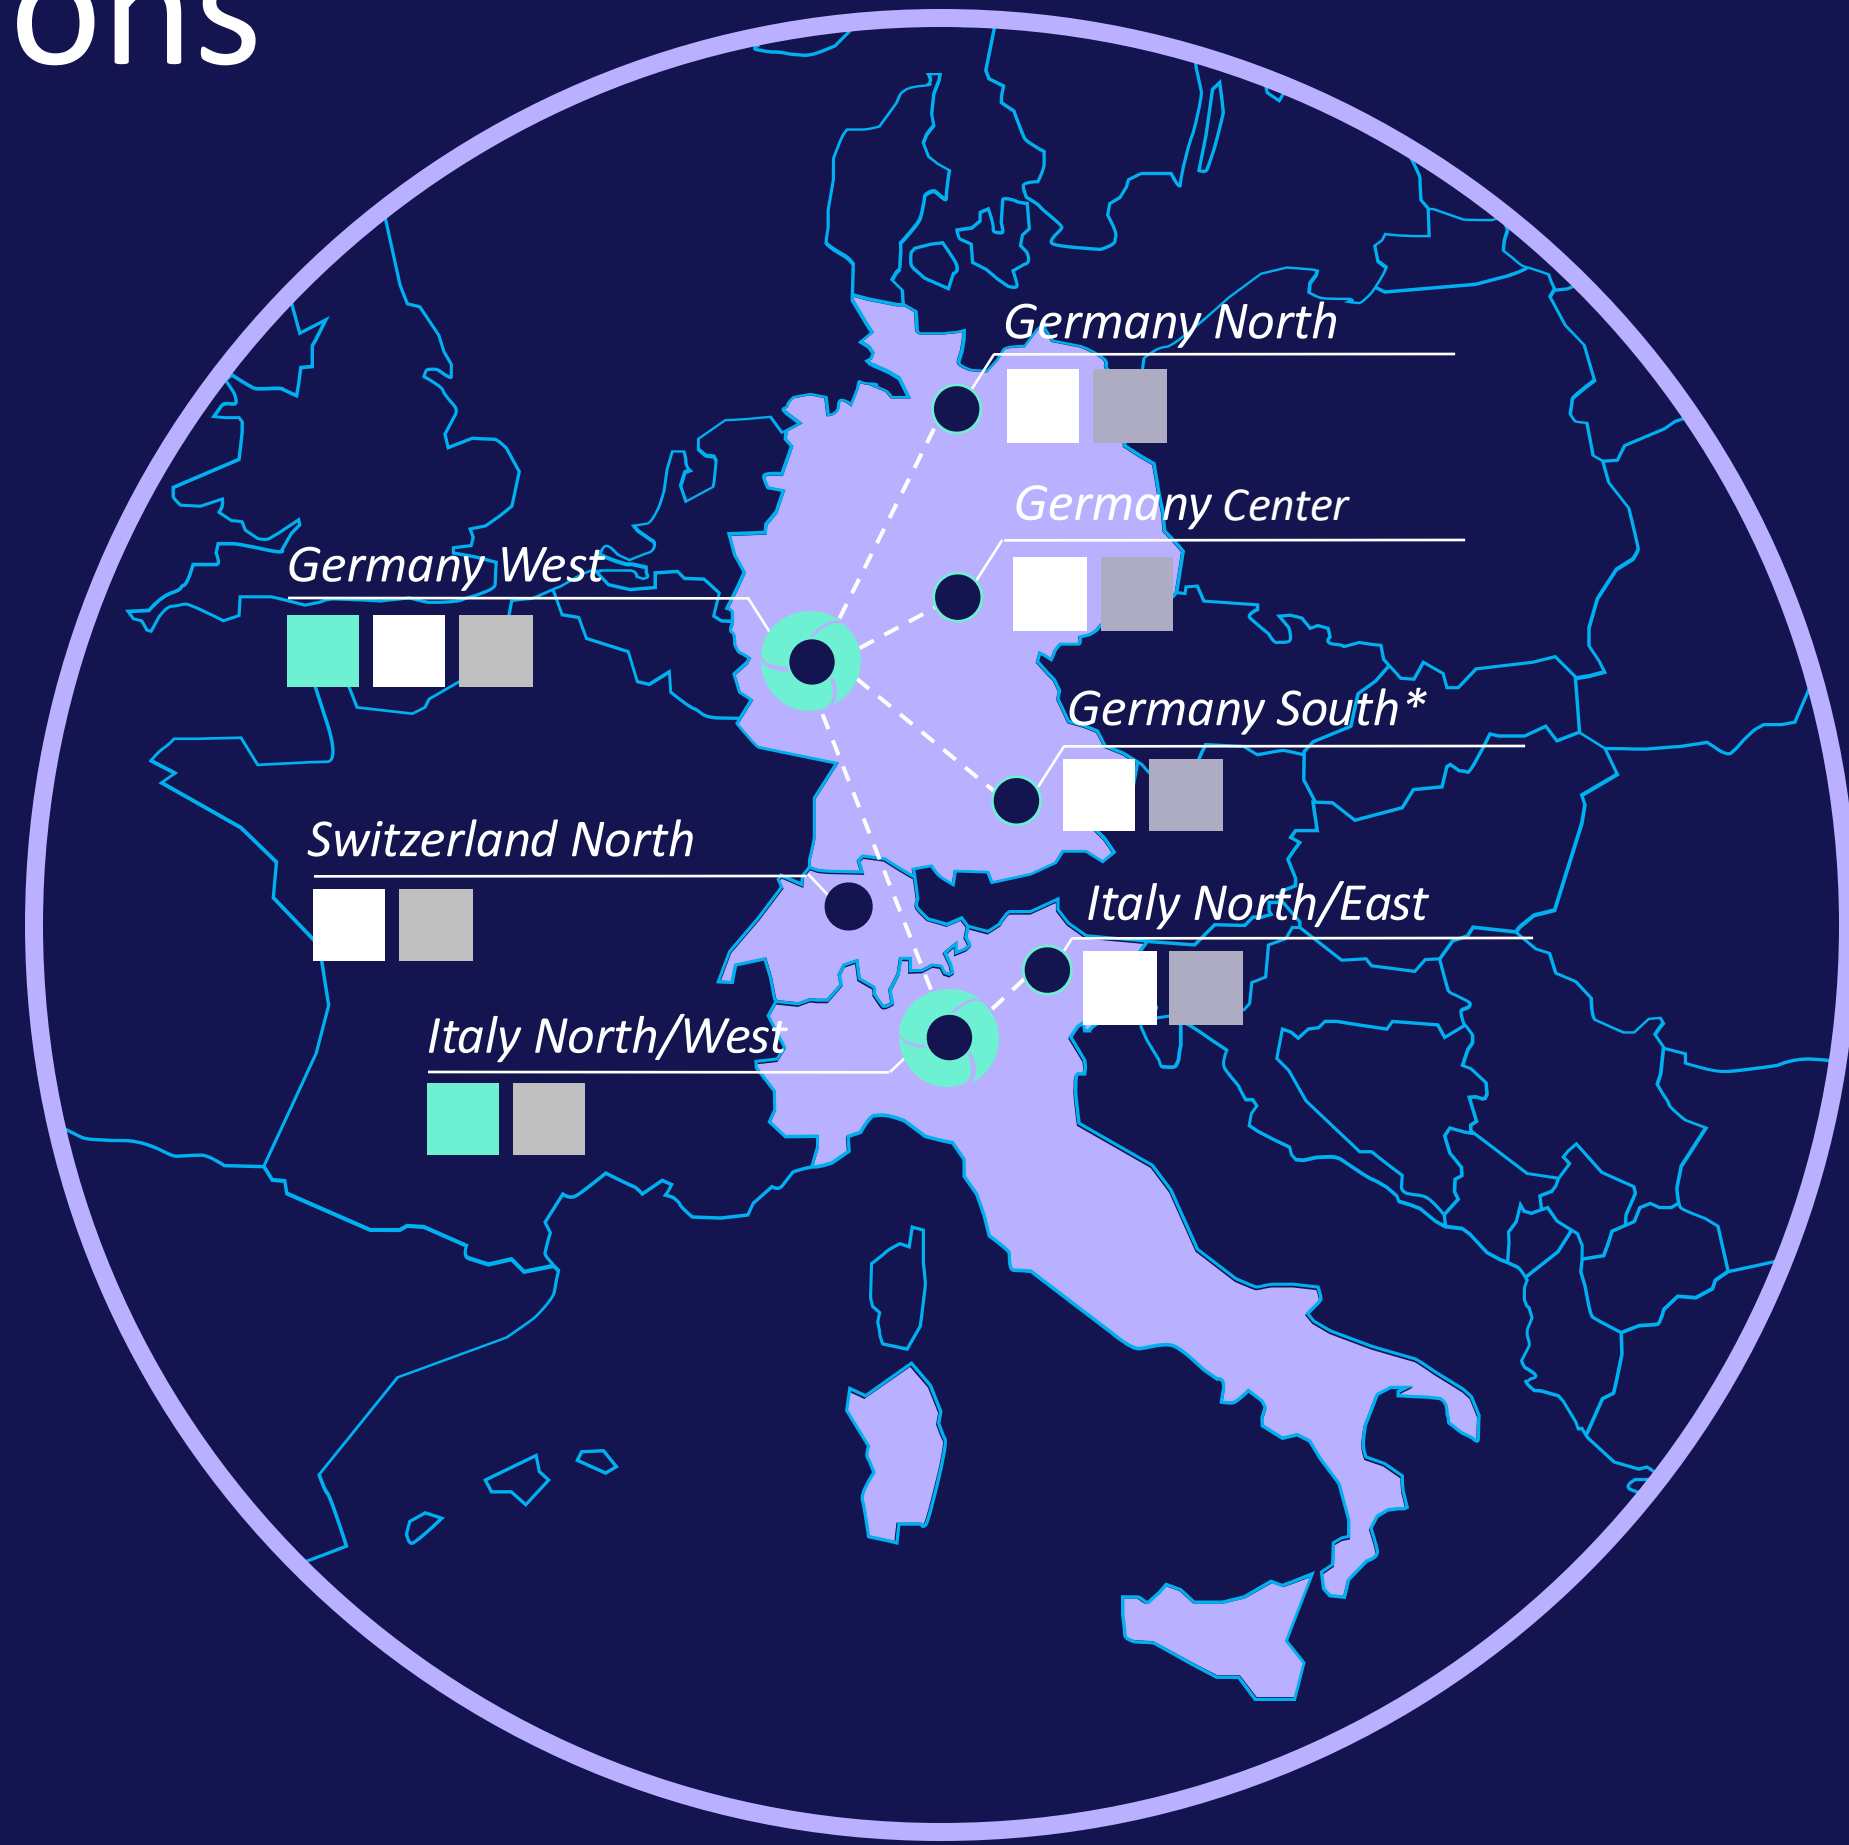 ons
Germany North
Germany Center
Germany West
Germany South*
Switzerland North
Italy North/East
Italy North/West